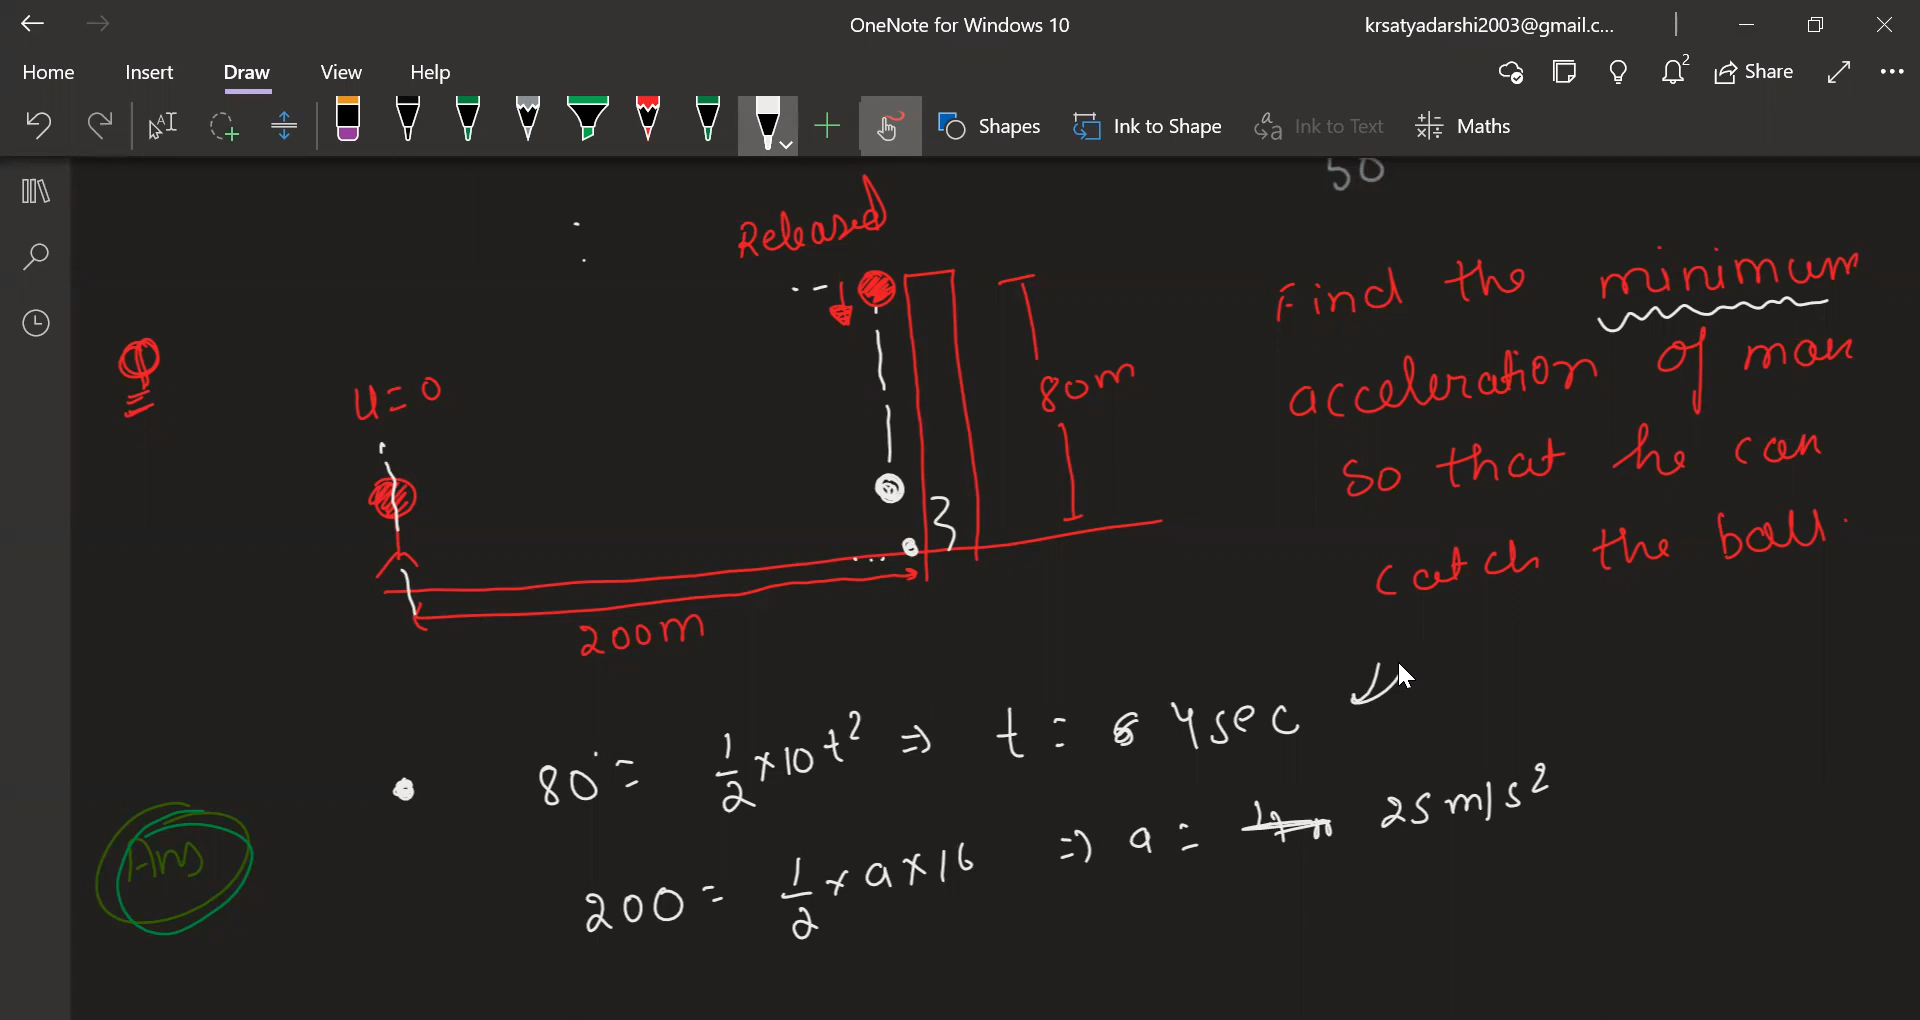 OneNote for Windows 10
krsatyadarshi2003@gmail.c...
Home Insert Draw View Help
2
Share
Shapes
Ink to Shape
Ink to Text
Maths
50
Released
u=0
80m
200m
Find the minimum
acceleration of man
so that he can
catch the ball.
80 = 1/2 × 10 t² ⇒ t = 4 sec
200 = 1/2 × a × 16 ⇒ a = 25 m/s²
Ans